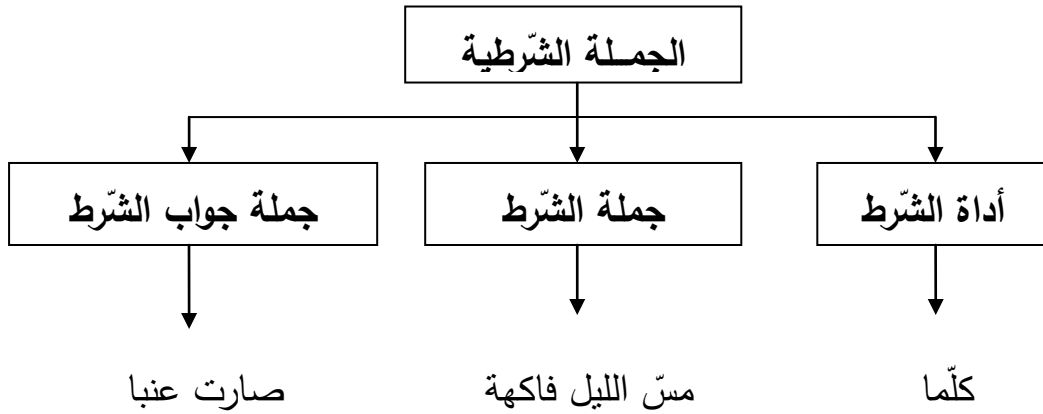 الجمـــلة الشّرطية
أداة الشّرط
جملة الشّرط
جملة جواب الشّرط
كلّما
مسّ الليل فاكهة
صارت عنبا